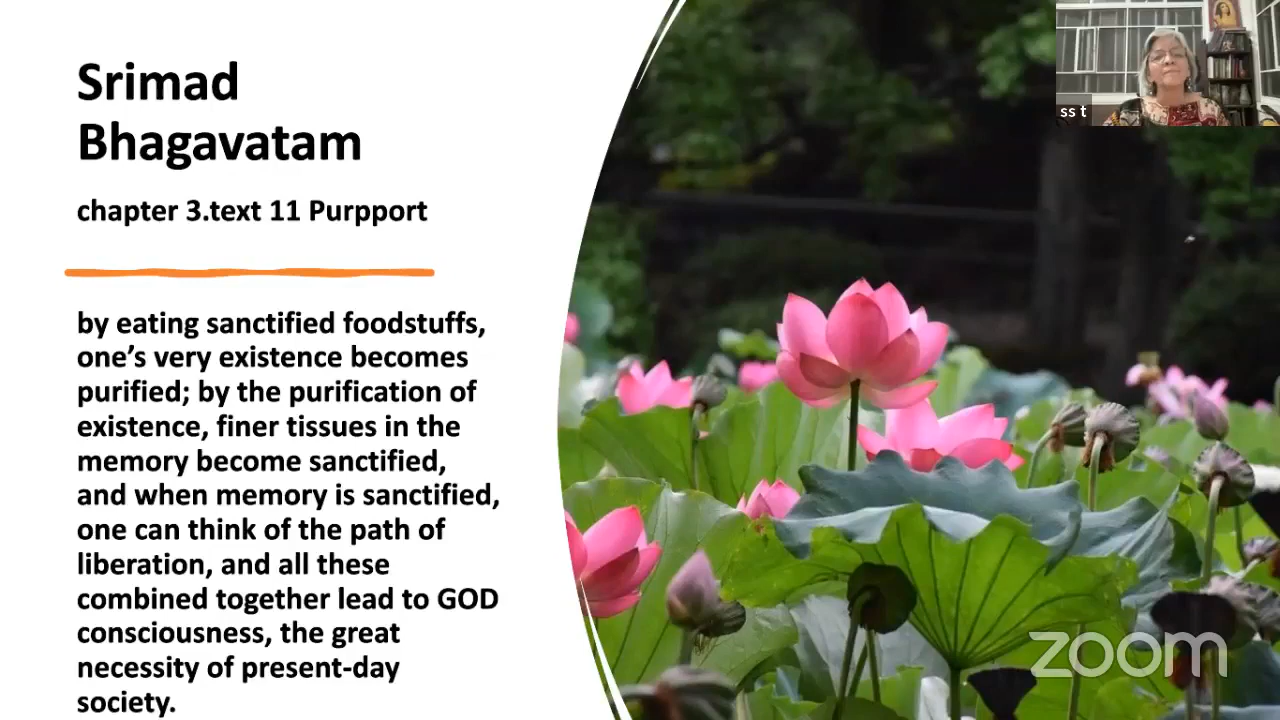 Srimad
Bhagavatam
chapter 3.text 11 Purpport
by eating sanctified foodstuffs,
one’s very existence becomes
purified; by the purification of
existence, finer tissues in the
memory become sanctified,
and when memory is sanctified,
one can think of the path of
liberation, and all these
combined together lead to GOD
consciousness, the great
necessity of present-day
society.
ss t
zoom